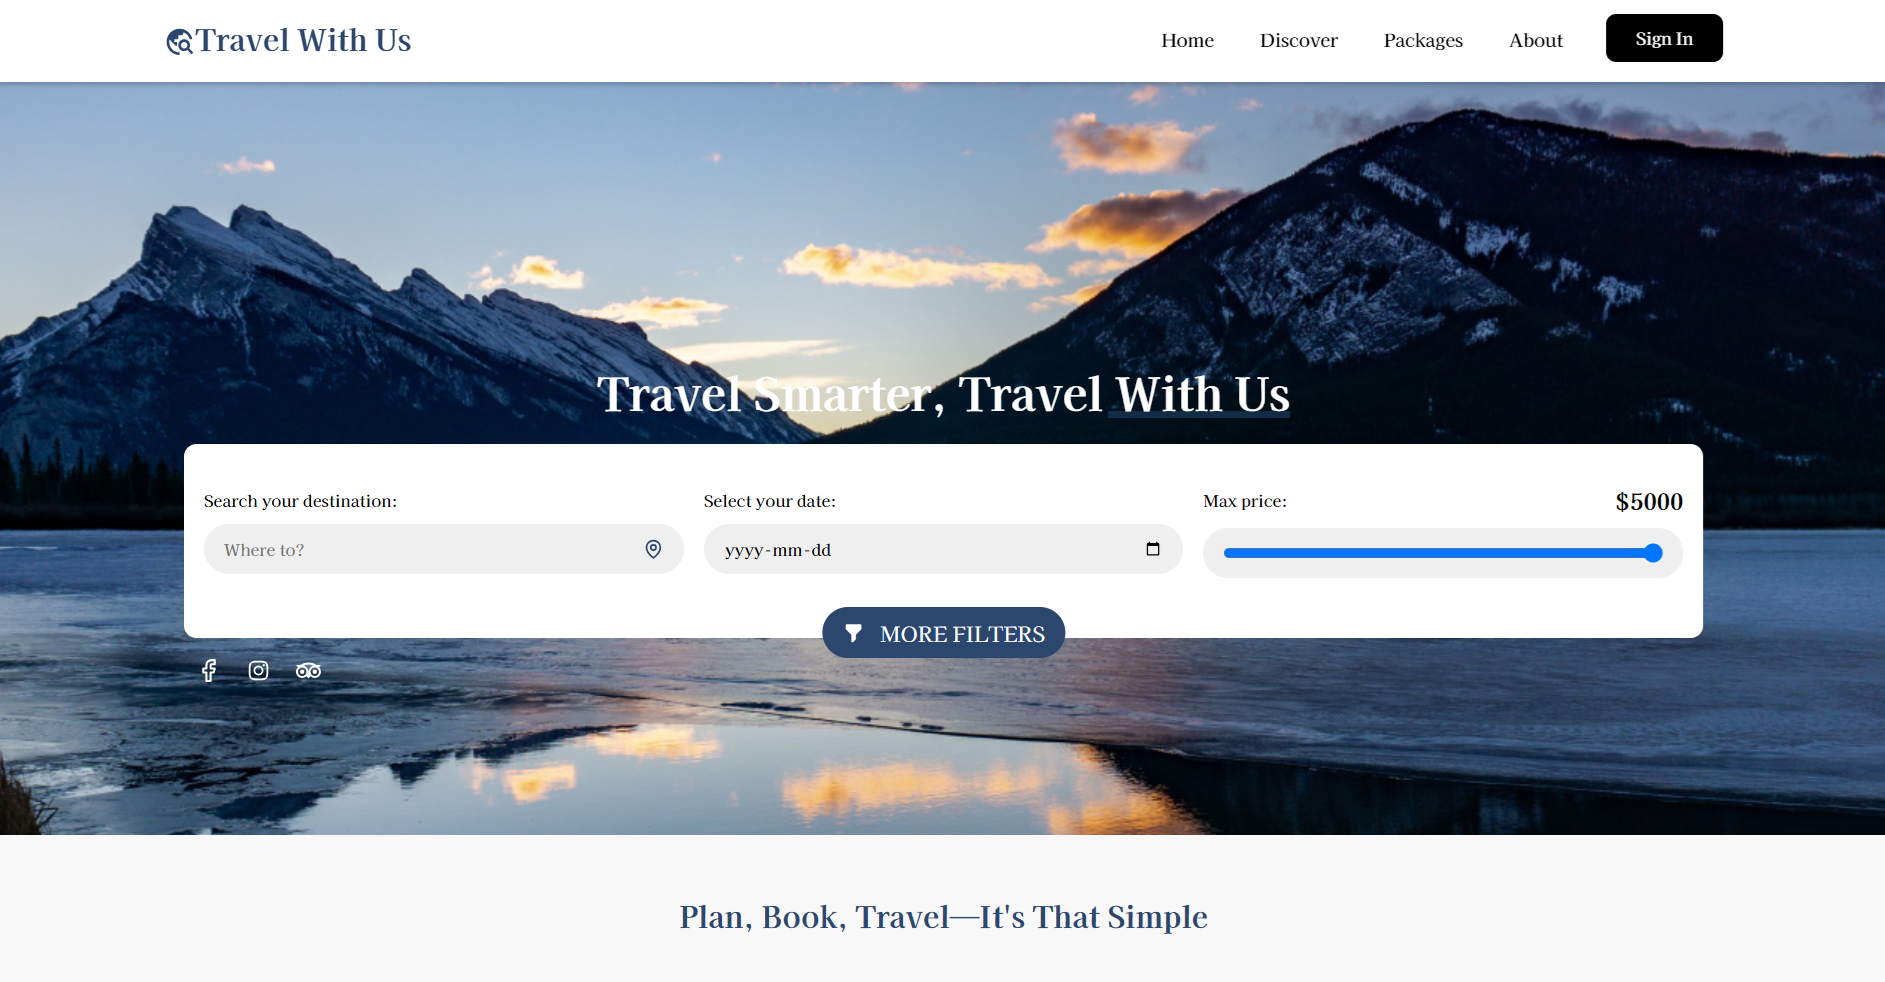 Travel With Us
Home
Discover
Packages
About
Sign In
Travel Smarter, Travel With Us
Search your destination:
Where to?
Select your date:
yyyy-mm-dd
Max price:
$5000
MORE FILTERS
Plan, Book, Travel—It's That Simple